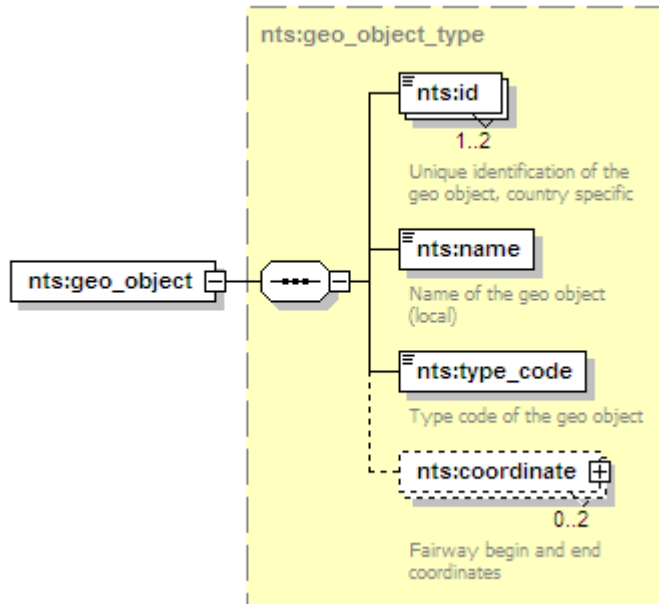 nts:geo_object_type
nts:id
1..2
Unique identification of the
geo object, country specific
nts:name
Name of the geo object
(local)
nts:geo_object
nts:type_code
Type code of the geo object
nts:coordinate
0..2
Fairway begin and end
coordinates